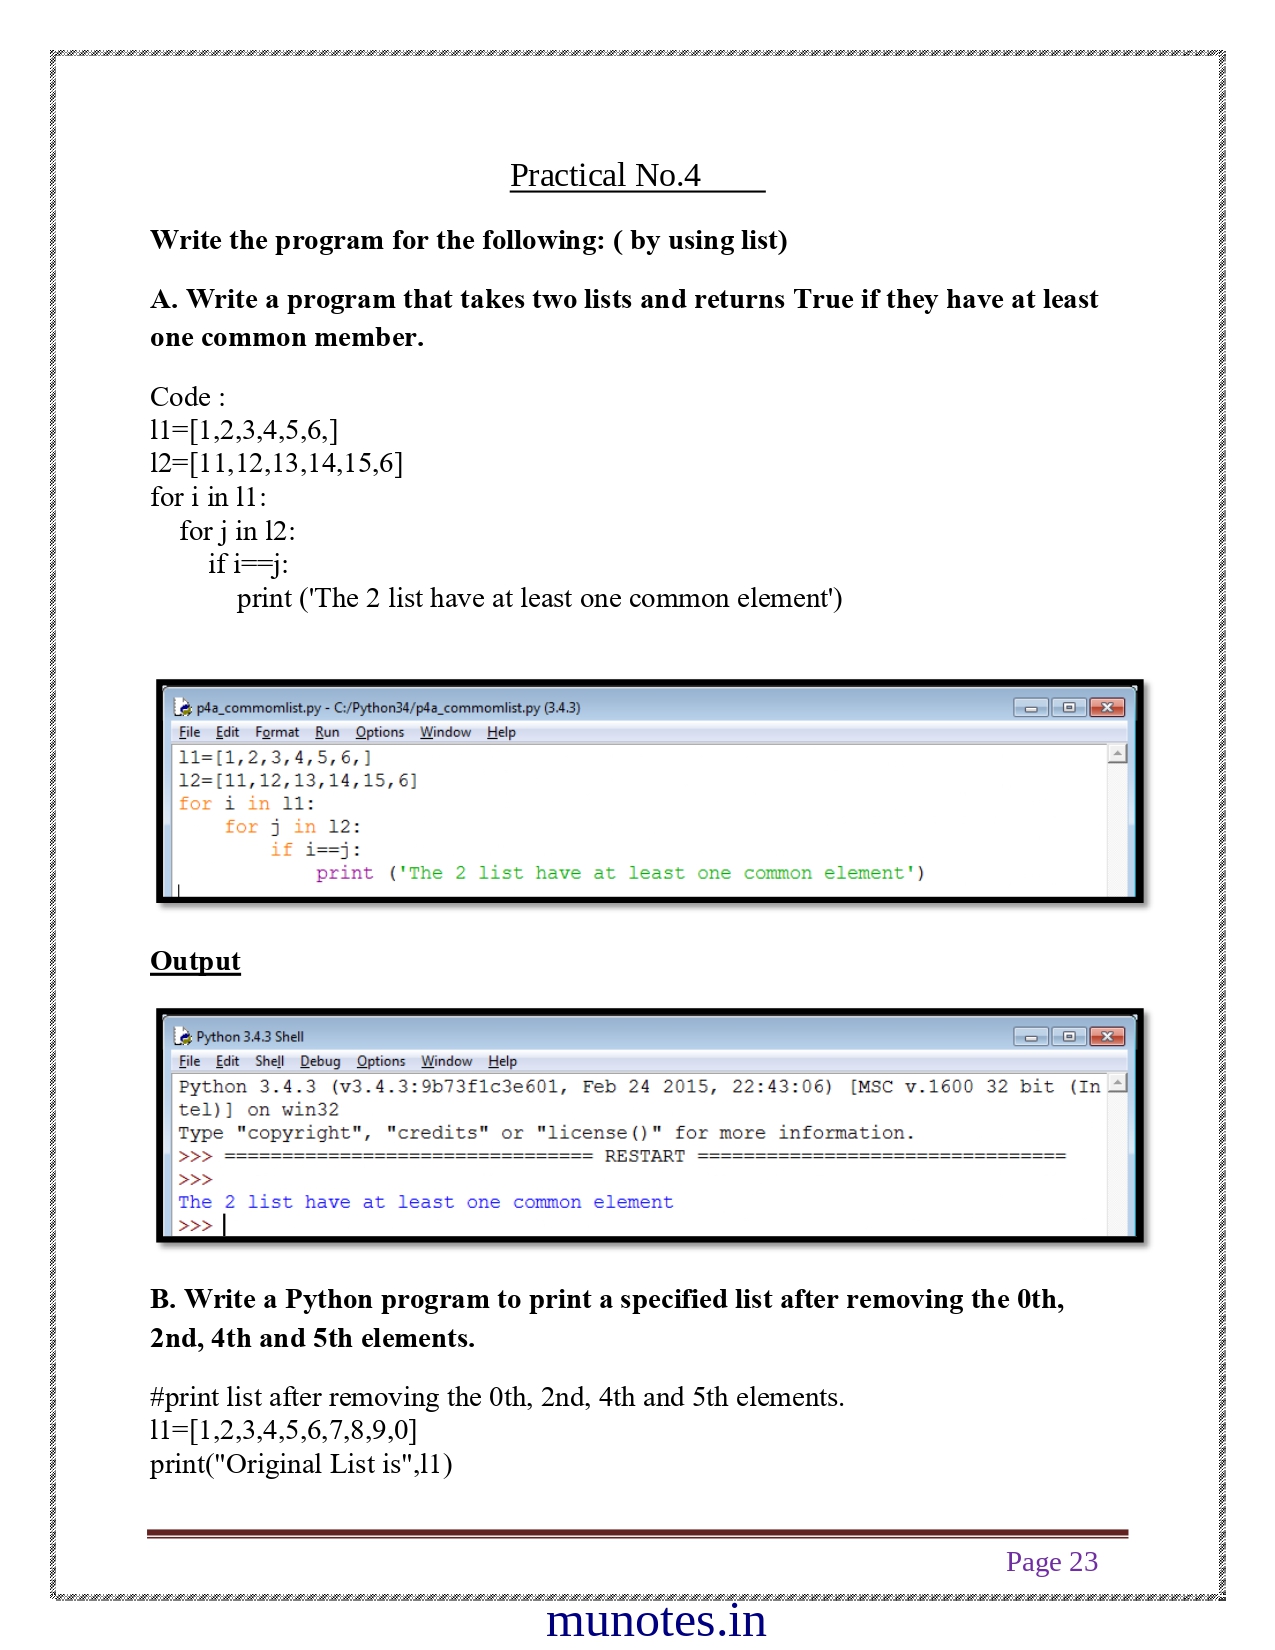 Practical No.4
Write the program for the following: ( by using list)
A. Write a program that takes two lists and returns True if they have at least
one common member.
Code :
l1=[1,2,3,4,5,6,]
l2=[11,12,13,14,15,6]
for i in l1:
    for j in l2:
        if i==j:
            print ('The 2 list have at least one common element')
p4a_commomlist.py - C:/Python34/p4a_commomlist.py (3.4.3)
File Edit Format Run Options Window Help
l1=[1,2,3,4,5,6,]
l2=[11,12,13,14,15,6]
for i in l1:
    for j in l2:
        if i==j:
            print ('The 2 list have at least one common element')
Output
Python 3.4.3 Shell
File Edit Shell Debug Options Window Help
Python 3.4.3 (v3.4.3:9b73f1c3e601, Feb 24 2015, 22:43:06) [MSC v.1600 32 bit (In
tel)] on win32
Type "copyright", "credits" or "license()" for more information.
>>> ================================ RESTART ================================
>>>
The 2 list have at least one common element
>>>
B. Write a Python program to print a specified list after removing the 0th,
2nd, 4th and 5th elements.
#print list after removing the 0th, 2nd, 4th and 5th elements.
l1=[1,2,3,4,5,6,7,8,9,0]
print("Original List is",l1)
Page 23
munotes.in